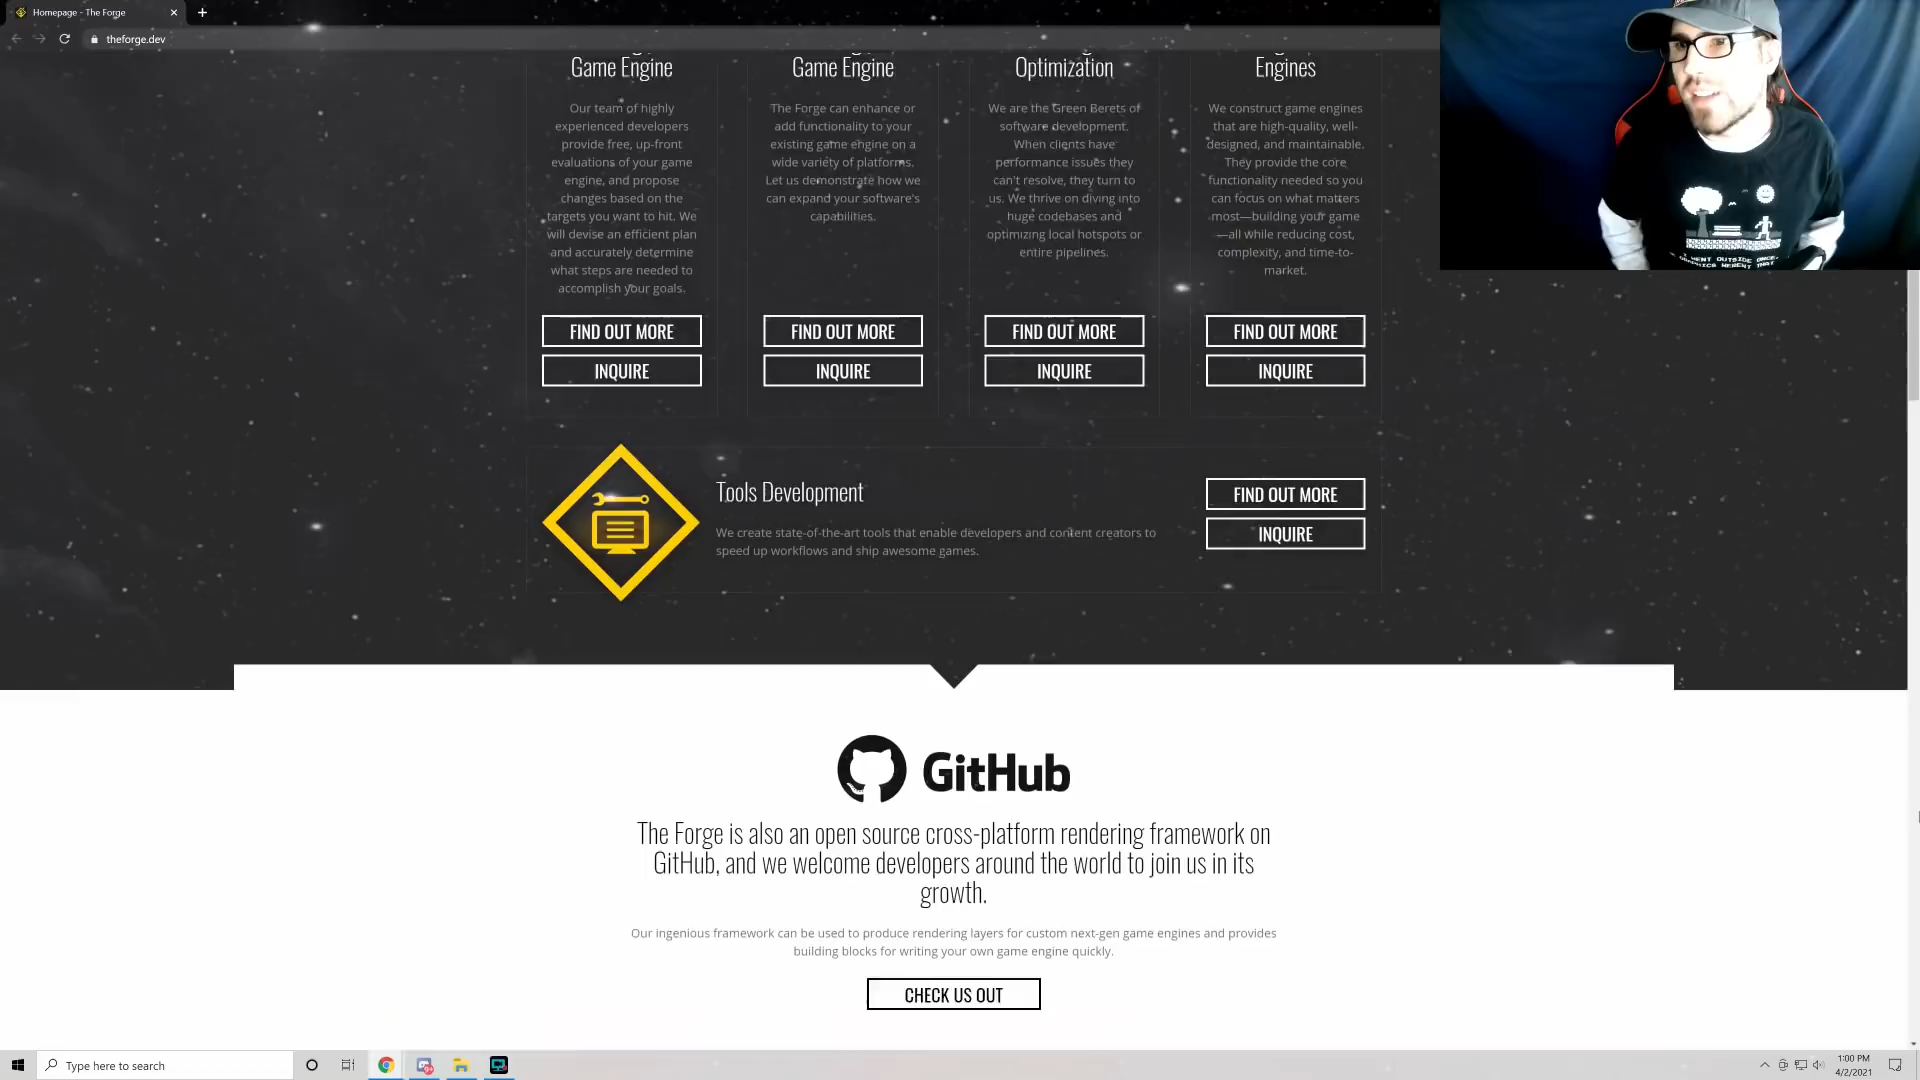 Homepage - The Forge
theforge.dev
Game Engine
Our team of highly
experienced developers
provide free, up-front
evaluations of your game
engine, and propose
changes based on the
targets you want to hit. We
will devise an efficient plan
and accurately determine
what steps are needed to
accomplish your goals.
FIND OUT MORE
INQUIRE
Game Engine
The Forge can enhance or
add functionality to your
existing game engine on a
wide variety of platforms.
Let us demonstrate how we
can expand your software's
capabilities.
FIND OUT MORE
INQUIRE
Optimization
We are the Green Berets of
software development.
When clients have
performance issues they
can't resolve, they turn to
us. We thrive on diving into
huge codebases and
optimizing local hotspots or
entire pipelines.
FIND OUT MORE
INQUIRE
Engines
We construct game engines
that are high-quality, well-
designed, and maintainable.
They provide the core
functionality needed so you
can focus on what matters
most—building your game
—all while reducing cost,
complexity, and time-to-
market.
FIND OUT MORE
INQUIRE
I WENT OUTSIDE ONCE,
GRAPHICS WERENT THAT
Tools Development
We create state-of-the-art tools that enable developers and content creators to
speed up workflows and ship awesome games.
FIND OUT MORE
INQUIRE
GitHub
The Forge is also an open source cross-platform rendering framework on
GitHub, and we welcome developers around the world to join us in its
growth.
Our ingenious framework can be used to produce rendering layers for custom next-gen game engines and provides
building blocks for writing your own game engine quickly.
CHECK US OUT
Type here to search
1:00 PM
4/2/2021